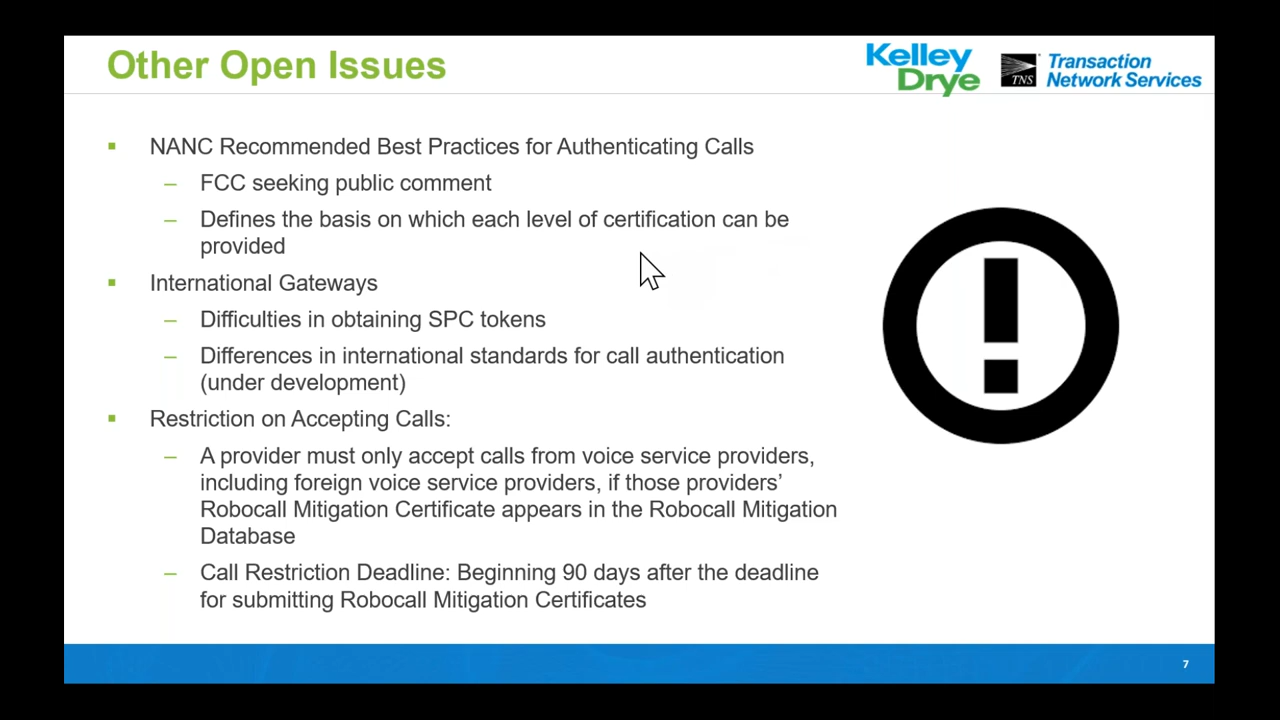 Other Open Issues
Kelley
Drye
TNS
Transaction
Network Services
▪ NANC Recommended Best Practices for Authenticating Calls
– FCC seeking public comment
– Defines the basis on which each level of certification can be
provided
▪ International Gateways
– Difficulties in obtaining SPC tokens
– Differences in international standards for call authentication
(under development)
▪ Restriction on Accepting Calls:
– A provider must only accept calls from voice service providers,
including foreign voice service providers, if those providers’
Robocall Mitigation Certificate appears in the Robocall Mitigation
Database
– Call Restriction Deadline: Beginning 90 days after the deadline
for submitting Robocall Mitigation Certificates
7